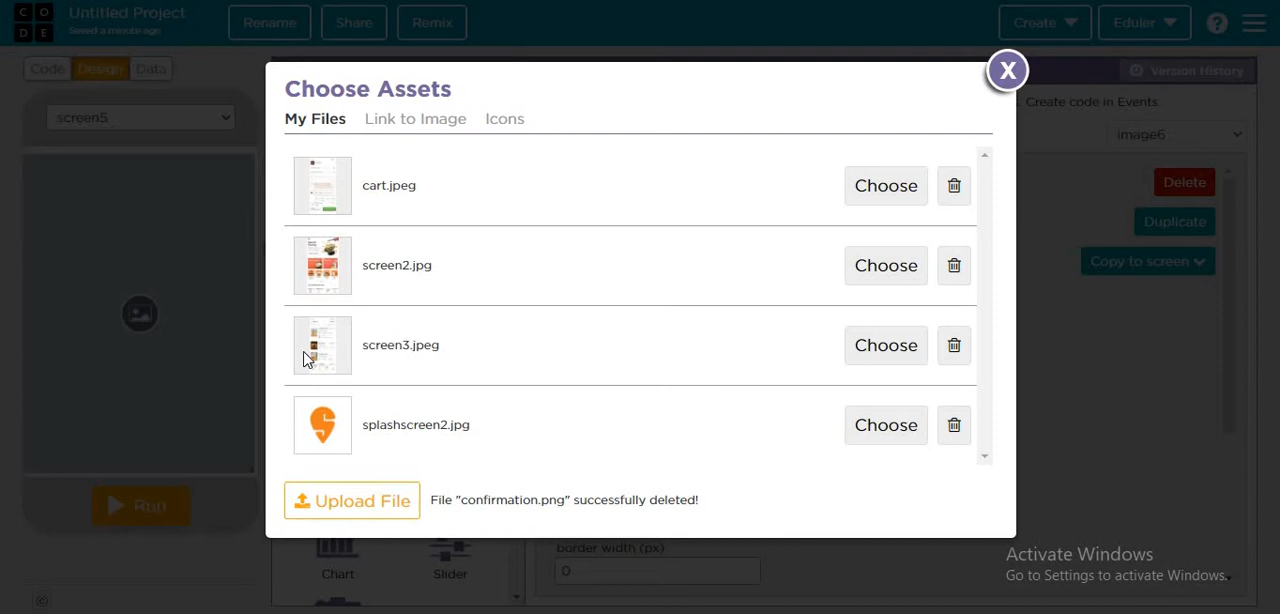 CODE
Untitled Project
Saved a minute ago
Rename
Share
Remix
Create
Eduler
?
Code
Design
Data
Version History
Create code in Events.
screen5
image6
Delete
Duplicate
Copy to screen
Run
Choose Assets
X
My Files
Link to Image
Icons
cart.jpeg
Choose
screen2.jpg
Choose
screen3.jpeg
Choose
splashscreen2.jpg
Choose
Upload File
File "confirmation.png" successfully deleted!
border width (px)
0
Chart
Slider
Activate Windows
Go to Settings to activate Windows.